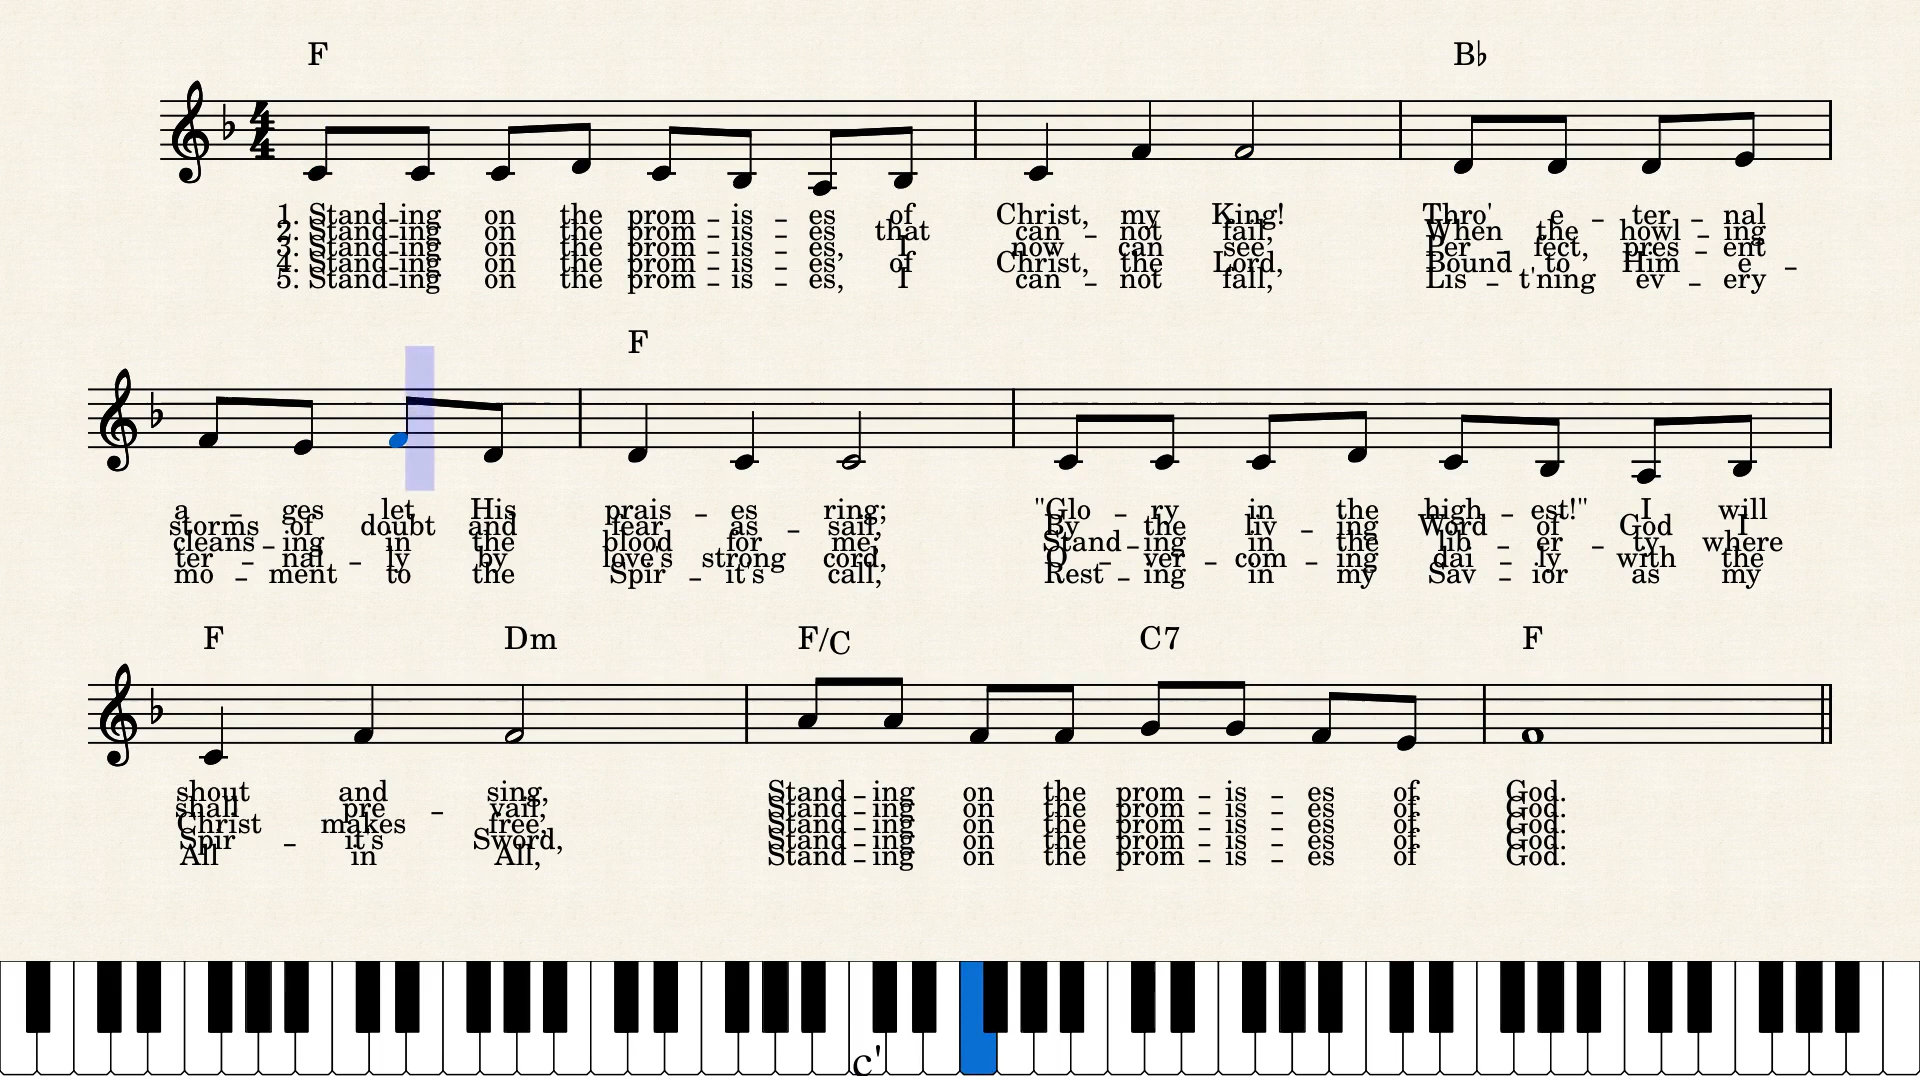 F B♭
4
4
1. Stand-ing on the prom - is - es of Christ, my King! Thro' e - ter - nal
2. Stand-ing on the prom - is - es that can - not fail, When the howl - ing
3. Stand-ing on the prom - is - es, I now can see, Per - fect, pres - ent
4. Stand-ing on the prom - is - es of Christ, the Lord, Bound to Him e -
5. Stand-ing on the prom - is - es, I can - not fall, Lis - t'ning ev - ery
F
a - ges let His prais - es ring; "Glo - ry in the high - est!" I will
storms of doubt and fear as - sail, By the liv - ing Word of God I
cleans - ing in the blood for me; Stand - ing in the lib - er - ty where
ter - nal - ly by love's strong cord, O - ver - com - ing dai - ly with the
mo - ment to the Spir - it's call, Rest - ing in my Sav - ior as my
F Dm F/C C7 F
shout and sing, Stand - ing on the prom - is - es of God.
shall pre - vail, Stand - ing on the prom - is - es of God.
Christ makes free, Stand - ing on the prom - is - es of God.
Spir - it's Sword, Stand - ing on the prom - is - es of God.
All in All, Stand - ing on the prom - is - es of God.
c'